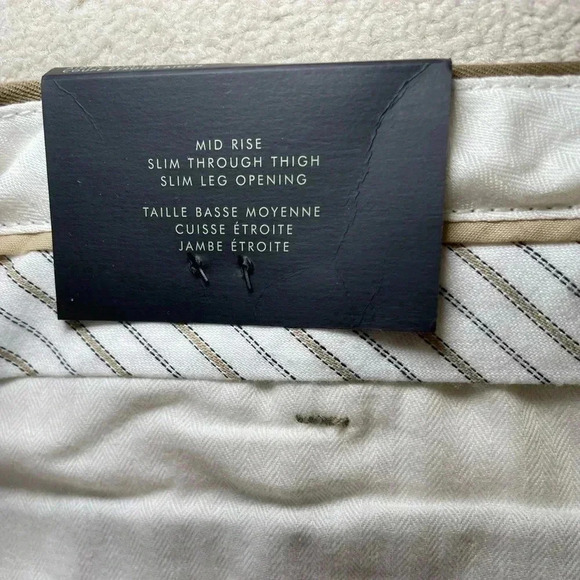 MID RISE
SLIM THROUGH THIGH
SLIM LEG OPENING
TAILLE BASSE MOYENNE
CUISSE ÉTROITE
JAMBE ÉTROITE